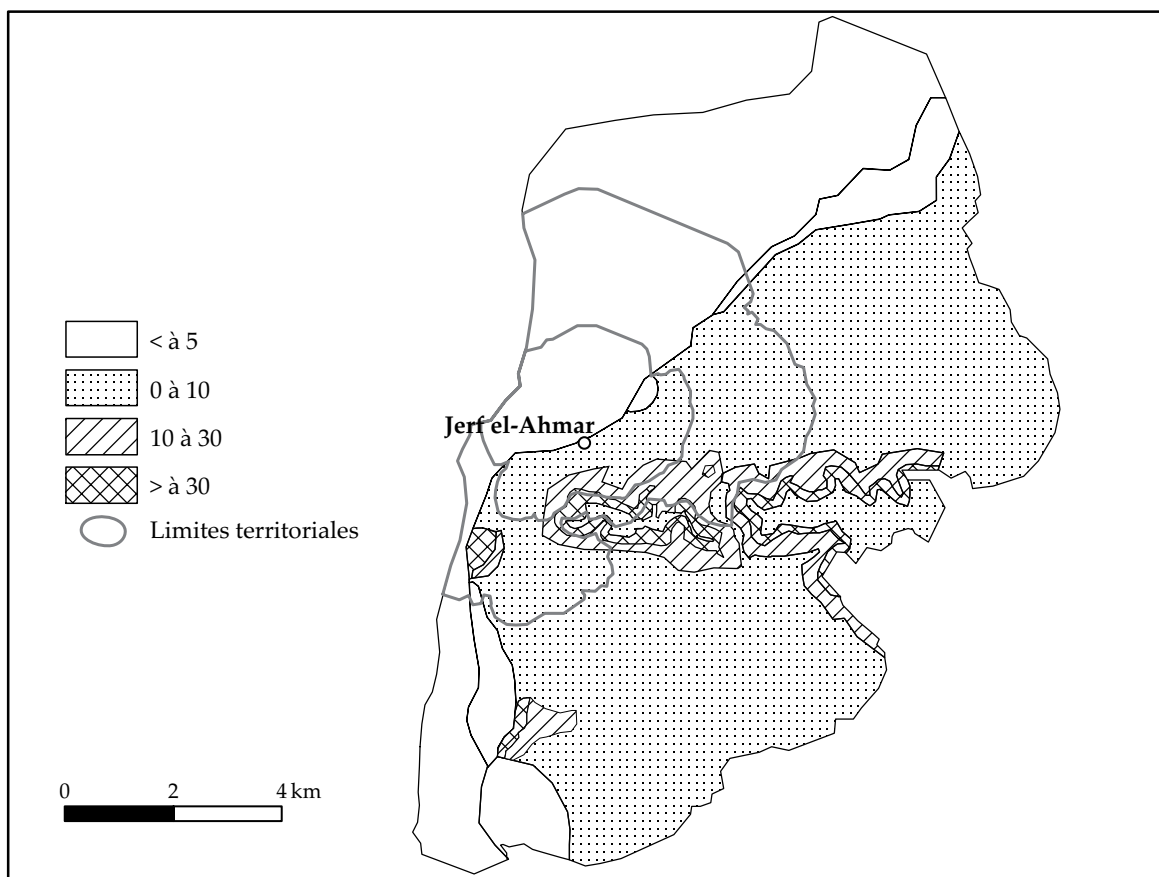 < à 5
0 à 10
Jerf el-Ahmar
10 à 30
> à 30
Limites territoriales
0 2 4 km